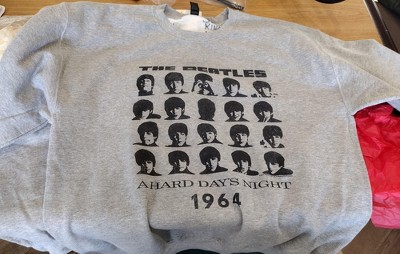 THE BEATLES
A HARD DAY'S NIGHT
1964